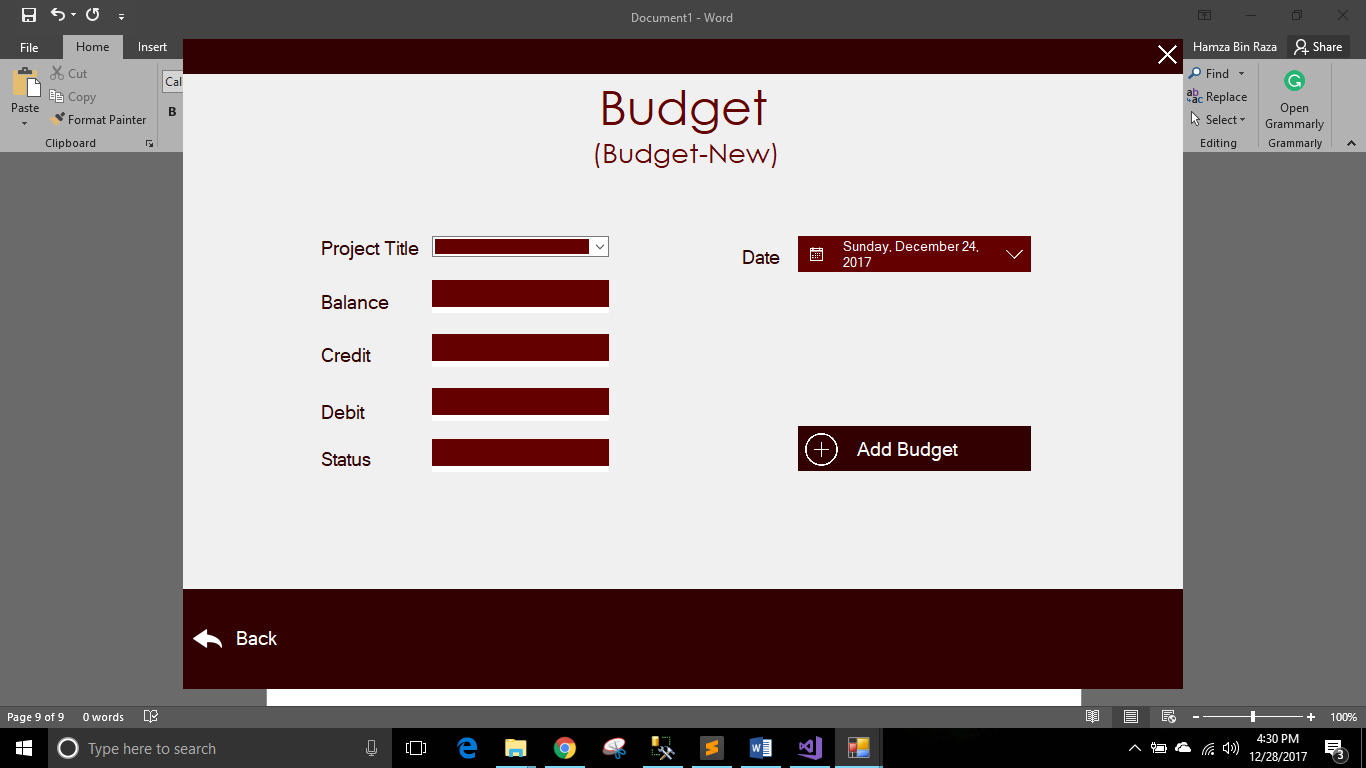 Document1 - Word
File
Home
Insert
Hamza Bin Raza
Share
Cut
Copy
Format Painter
Paste
Clipboard
Cal
B
Find
Replace
Select
Editing
Open
Grammarly
Grammarly
Budget
(Budget-New)
Project Title
Date
Sunday, December 24,
2017
Balance
Credit
Debit
Status
Add Budget
Back
Page 9 of 9
0 words
100%
Type here to search
4:30 PM
12/28/2017
3